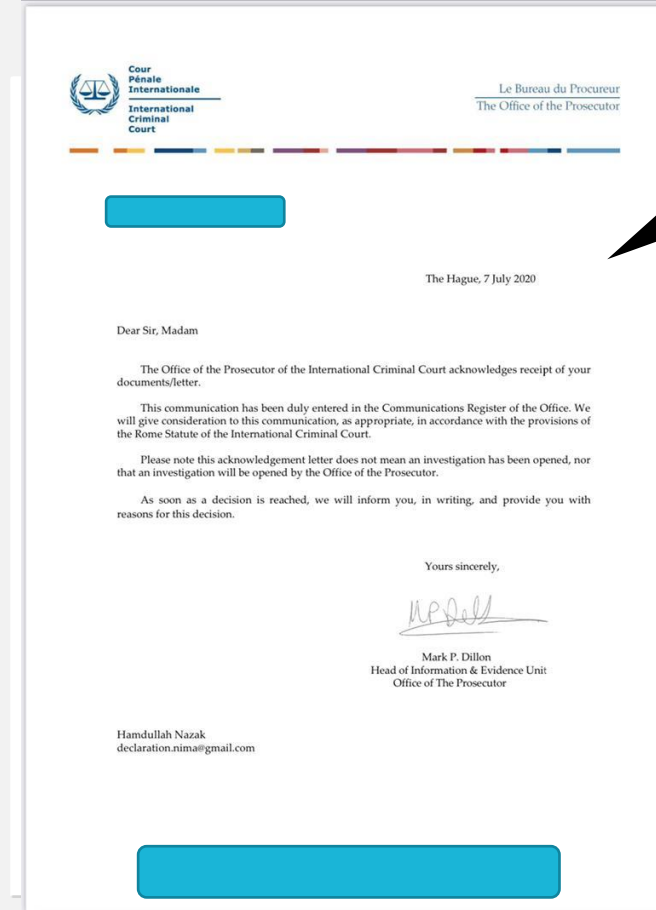 Cour
Pénale
Internationale
International
Criminal
Court
Le Bureau du Procureur
The Office of the Prosecutor
The Hague, 7 July 2020
Dear Sir, Madam
The Office of the Prosecutor of the International Criminal Court acknowledges receipt of your
documents/letter.
This communication has been duly entered in the Communications Register of the Office. We
will give consideration to this communication, as appropriate, in accordance with the provisions of
the Rome Statute of the International Criminal Court.
Please note this acknowledgement letter does not mean an investigation has been opened, nor
that an investigation will be opened by the Office of the Prosecutor.
As soon as a decision is reached, we will inform you, in writing, and provide you with
reasons for this decision.
Yours sincerely,
Mark P. Dillon
Head of Information & Evidence Unit
Office of The Prosecutor
Hamdullah Nazak
declaration.nima@gmail.com